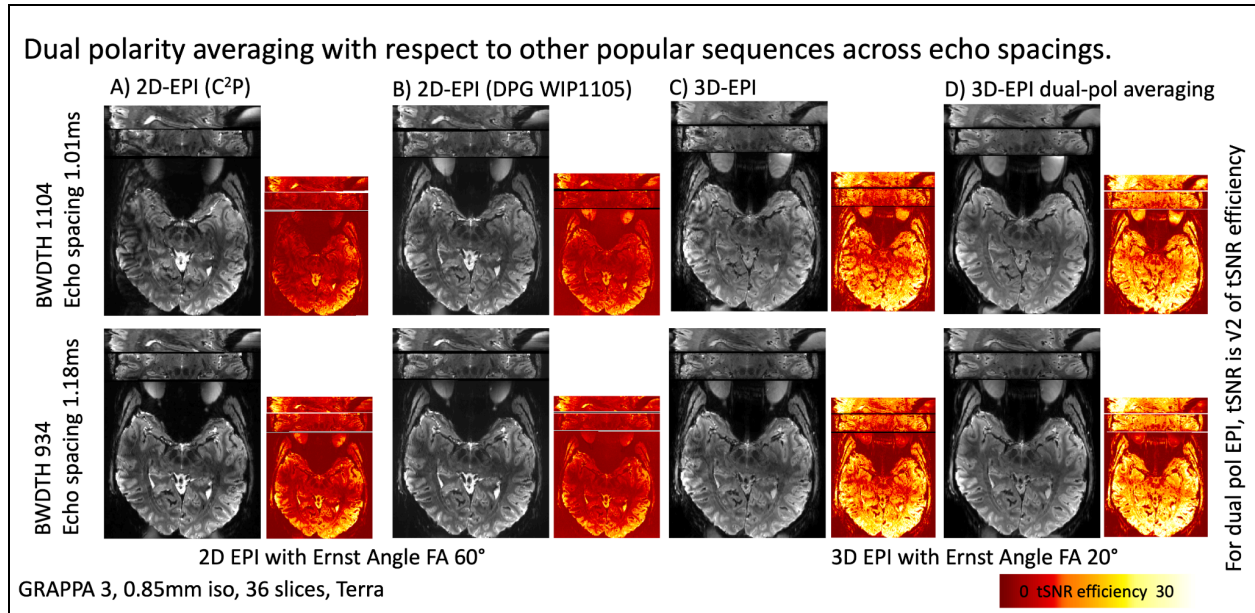 Dual polarity averaging with respect to other popular sequences across echo spacings.
A) 2D-EPI (C²P)
B) 2D-EPI (DPG WIP1105)
C) 3D-EPI
D) 3D-EPI dual-pol averaging
BWDTH 1104
Echo spacing 1.01ms
BWDTH 934
Echo spacing 1.18ms
For dual pol EPI, tSNR is √2 of tSNR efficiency
2D EPI with Ernst Angle FA 60°
3D EPI with Ernst Angle FA 20°
GRAPPA 3, 0.85mm iso, 36 slices, Terra
0 tSNR efficiency 30